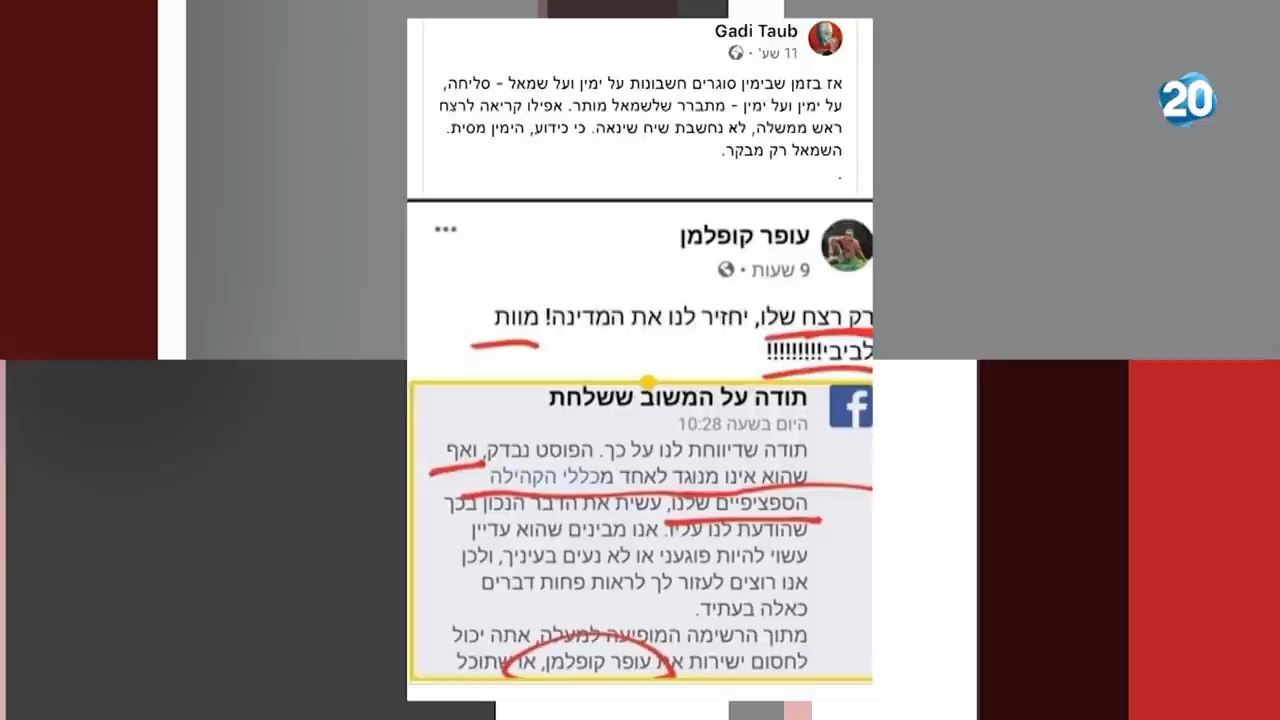 Gadi Taub
11 שע' ·
אז בזמן שבימין סוגרים חשבונות על ימין ועל שמאל - סליחה,
על ימין ועל ימין - מתברר שלשמאל מותר. אפילו קריאה לרצח
ראש ממשלה, לא נחשבת שיח שינאה. כי כידוע, הימין מסית.
השמאל רק מבקר.
.
20
עופר קופלמן
9 שעות ·
רק רצח שלו, יחזיר לנו את המדינה! מוות
לביבי!!!!!!!!!
תודה על המשוב ששלחת
היום בשעה 10:28
תודה שדיווחת לנו על כך. הפוסט נבדק, ואף
שהוא אינו מנוגד לאחד מכללי הקהילה
הספציפיים שלנו, עשית את הדבר הנכון בכך
שהודעת לנו עליו. אנו מבינים שהוא עדיין
עשוי להיות פוגעני או לא נעים בעיניך, ולכן
אנו רוצים לעזור לך לראות פחות דברים
כאלה בעתיד.
מתוך הרשימה המופיעה למעלה, אתה יכול
לחסום ישירות את עופר קופלמן, או שתוכל